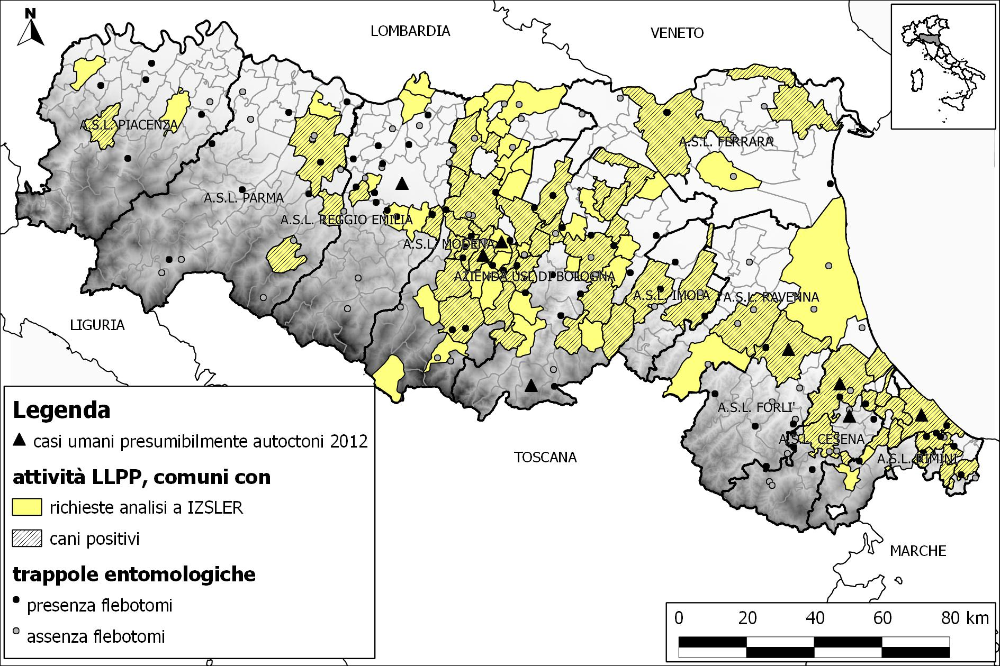 N
LOMBARDIA
VENETO
A.S.L. PIACENZA
A.S.L. FERRARA
A.S.L. PARMA
A.S.L. REGGIO EMILIA
A.S.L. MODENA
AZIENDA USL DI BOLOGNA
A.S.L. IMOLA
A.S.L. RAVENNA
LIGURIA
A.S.L. FORLI'
A.S.L. CESENA
A.S.L. RIMINI
TOSCANA
MARCHE
Legenda
casi umani presumibilmente autoctoni 2012
attività LLPP, comuni con
richieste analisi a IZSLER
cani positivi
trappole entomologiche
presenza flebotomi
assenza flebotomi
0 20 40 60 80 km